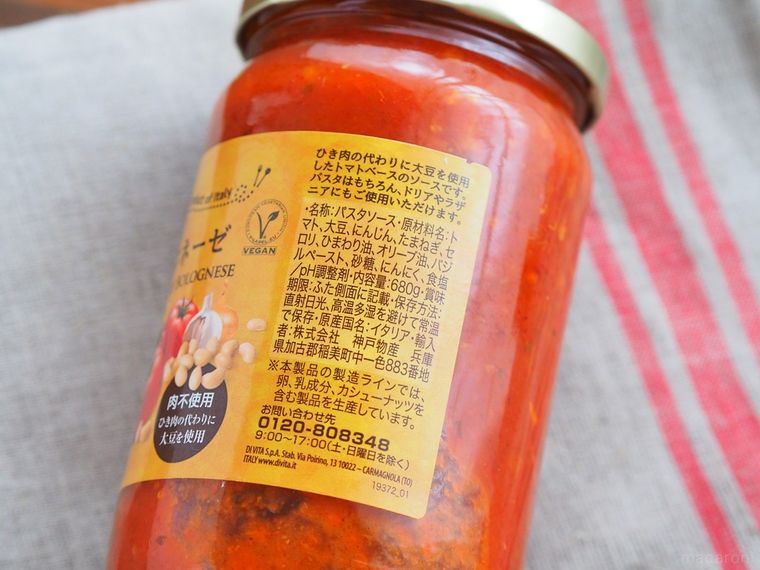 of Italy
ネーゼ
BOLOGNESE
VEGAN
肉不使用
ひき肉の代わりに
大豆を使用
ひき肉の代わりに大豆を使用
したトマトベースのソースです。
パスタはもちろん、ドリアやラザ
ニアにもご使用いただけます。
・名称:パスタソース・原材料名:ト
マト、大豆、にんじん、たまねぎ、セ
ロリ、ひまわり油、オリーブ油、バジ
ルペースト、砂糖、にんにく、食塩
/pH調整剤・内容量:680g・賞味
期限:ふた側面に記載・保存方法:
直射日光、高温多湿を避けて常温
で保存・原産国名:イタリア・輸入
者:株式会社 神戸物産 兵庫
県加古郡稲美町中一色883番地
※本製品の製造ラインでは、
卵、乳成分、カシューナッツを
含む製品を生産しています。
お問い合わせ先
0120-808348
9:00~17:00(土・日曜日を除く)
DI VITA S.p.A. Stab. Via Poirino, 13 10022 – CARMAGNOLA (TO)
ITALY www.divita.it
19372_01
macaroni